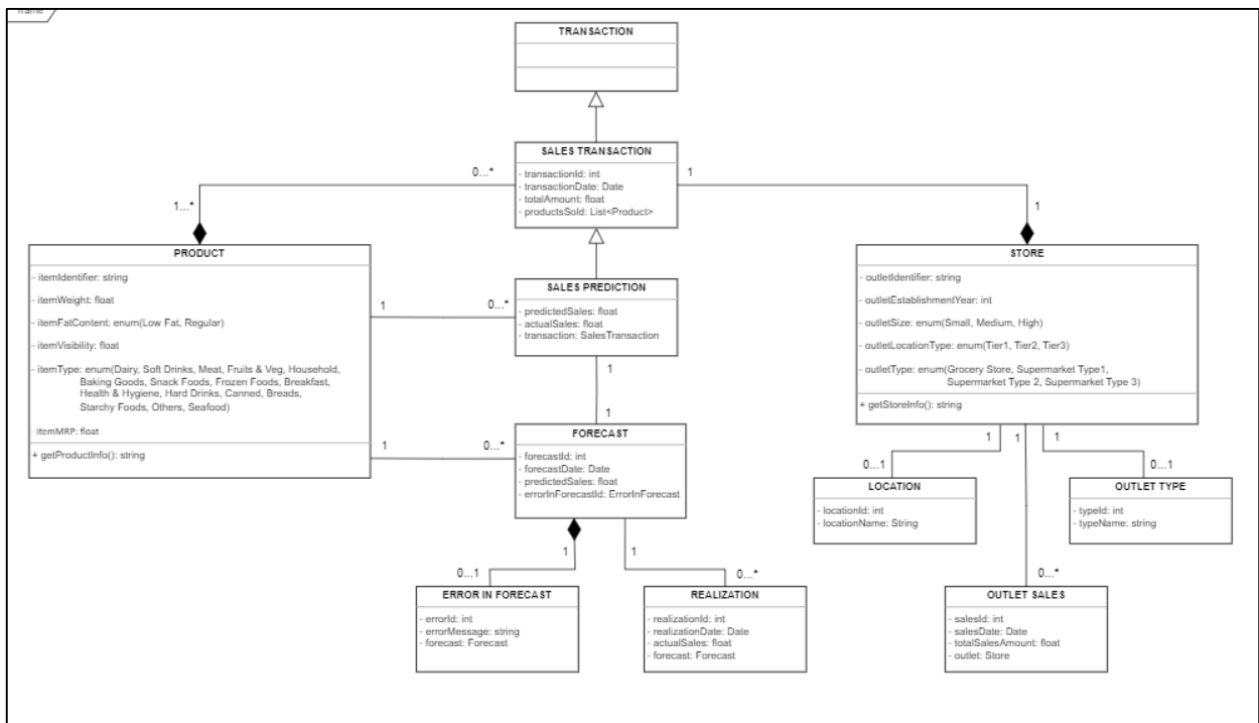 frame
TRANSACTION
SALES TRANSACTION
- transactionId: int
- transactionDate: Date
- totalAmount: float
- productsSold: List<Product>
0...*
1...*
1
1
PRODUCT
- itemIdentifier: string
- itemWeight: float
- itemFatContent: enum(Low Fat, Regular)
- itemVisibility: float
- itemType: enum(Dairy, Soft Drinks, Meat, Fruits & Veg, Household,
Baking Goods, Snack Foods, Frozen Foods, Breakfast,
Health & Hygiene, Hard Drinks, Canned, Breads,
Starchy Foods, Others, Seafood)
itemMRP: float
+ getProductInfo(): string
1
0...*
1
0...*
SALES PREDICTION
- predictedSales: float
- actualSales: float
- transaction: SalesTransaction
1
1
STORE
- outletIdentifier: string
- outletEstablishmentYear: int
- outletSize: enum(Small, Medium, High)
- outletLocationType: enum(Tier1, Tier2, Tier3)
- outletType: enum(Grocery Store, Supermarket Type1,
Supermarket Type 2, Supermarket Type 3)
+ getStoreInfo(): string
FORECAST
- forecastId: int
- forecastDate: Date
- predictedSales: float
- errorInForecastId: ErrorInForecast
1
1
1
0...1
0...1
LOCATION
- locationId: int
- locationName: String
OUTLET TYPE
- typeId: int
- typeName: string
1
1
0...1
0...*
0...*
ERROR IN FORECAST
- errorId: int
- errorMessage: string
- forecast: Forecast
REALIZATION
- realizationId: int
- realizationDate: Date
- actualSales: float
- forecast: Forecast
OUTLET SALES
- salesId: int
- salesDate: Date
- totalSalesAmount: float
- outlet: Store